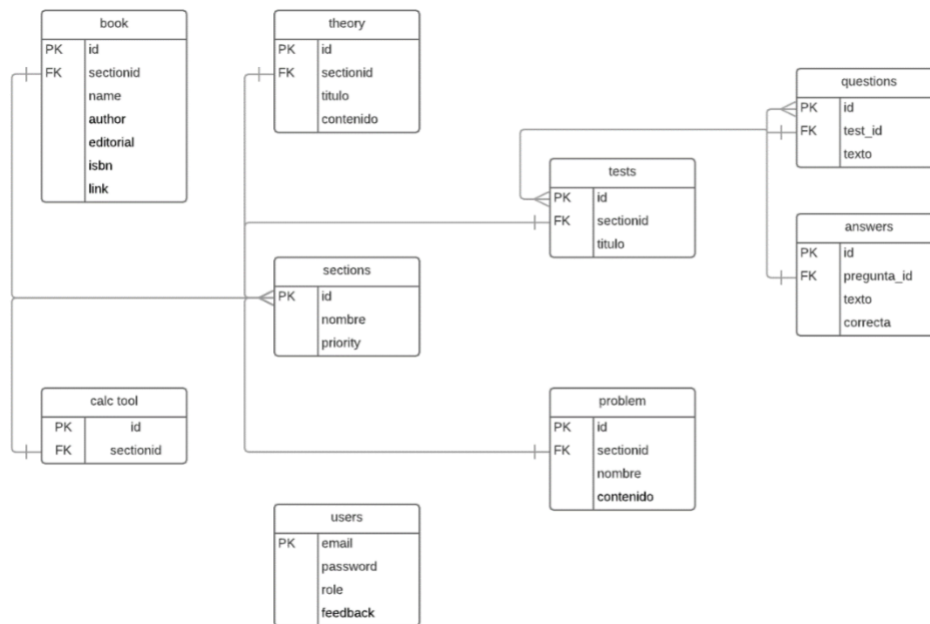 book
PK id
FK sectionid
name
author
editorial
isbn
link
theory
PK id
FK sectionid
titulo
contenido
questions
PK id
FK test_id
texto
tests
PK id
FK sectionid
titulo
answers
PK id
FK pregunta_id
texto
correcta
sections
PK id
nombre
priority
calc tool
PK id
FK sectionid
problem
PK id
FK sectionid
nombre
contenido
users
PK email
password
role
feedback